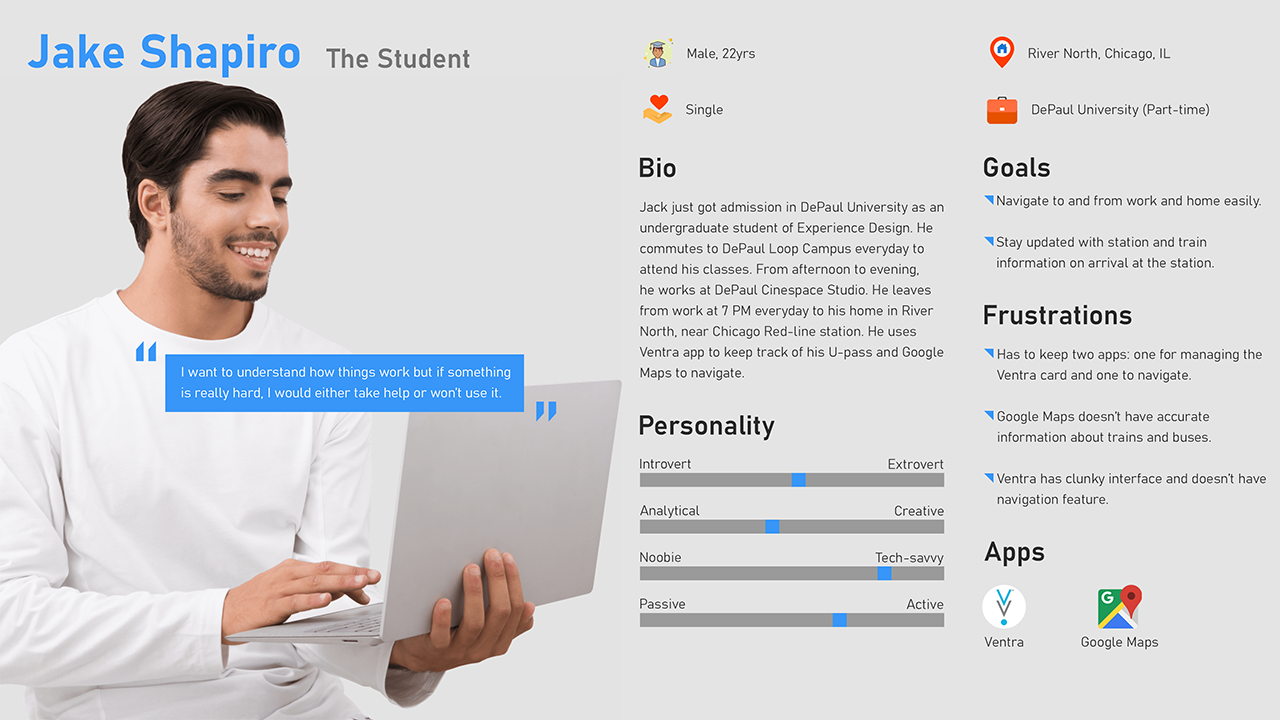 Jake Shapiro The Student
“
I want to understand how things work but if something
is really hard, I would either take help or won't use it.
”
Male, 22yrs
Single
River North, Chicago, IL
DePaul University (Part-time)
Bio
Jack just got admission in DePaul University as an
undergraduate student of Experience Design. He
commutes to DePaul Loop Campus everyday to
attend his classes. From afternoon to evening,
he works at DePaul Cinespace Studio. He leaves
from work at 7 PM everyday to his home in River
North, near Chicago Red-line station. He uses
Ventra app to keep track of his U-pass and Google
Maps to navigate.
Personality
Introvert Extrovert
Analytical Creative
Noobie Tech-savvy
Passive Active
Goals
Navigate to and from work and home easily.
Stay updated with station and train
information on arrival at the station.
Frustrations
Has to keep two apps: one for managing the
Ventra card and one to navigate.
Google Maps doesn't have accurate
information about trains and buses.
Ventra has clunky interface and doesn't have
navigation feature.
Apps
G
Ventra Google Maps